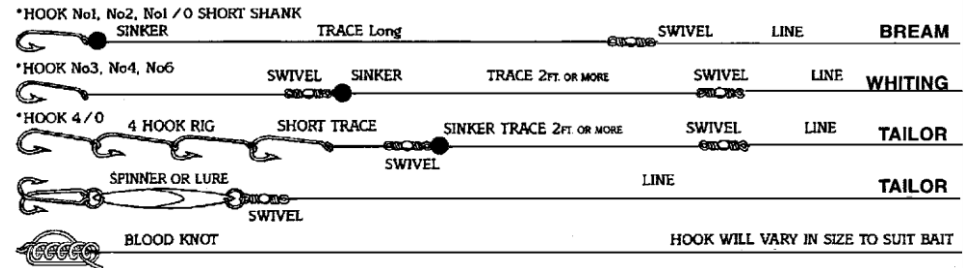 *HOOK No1, No2, No1/0 SHORT SHANK
SINKER TRACE Long SWIVEL LINE BREAM
*HOOK No3, No4, No6
SWIVEL SINKER TRACE 2FT. OR MORE SWIVEL LINE WHITING
*HOOK 4/0
4 HOOK RIG SHORT TRACE SINKER TRACE 2FT. OR MORE SWIVEL LINE TAILOR
SWIVEL
SPINNER OR LURE LINE TAILOR
SWIVEL
BLOOD KNOT HOOK WILL VARY IN SIZE TO SUIT BAIT